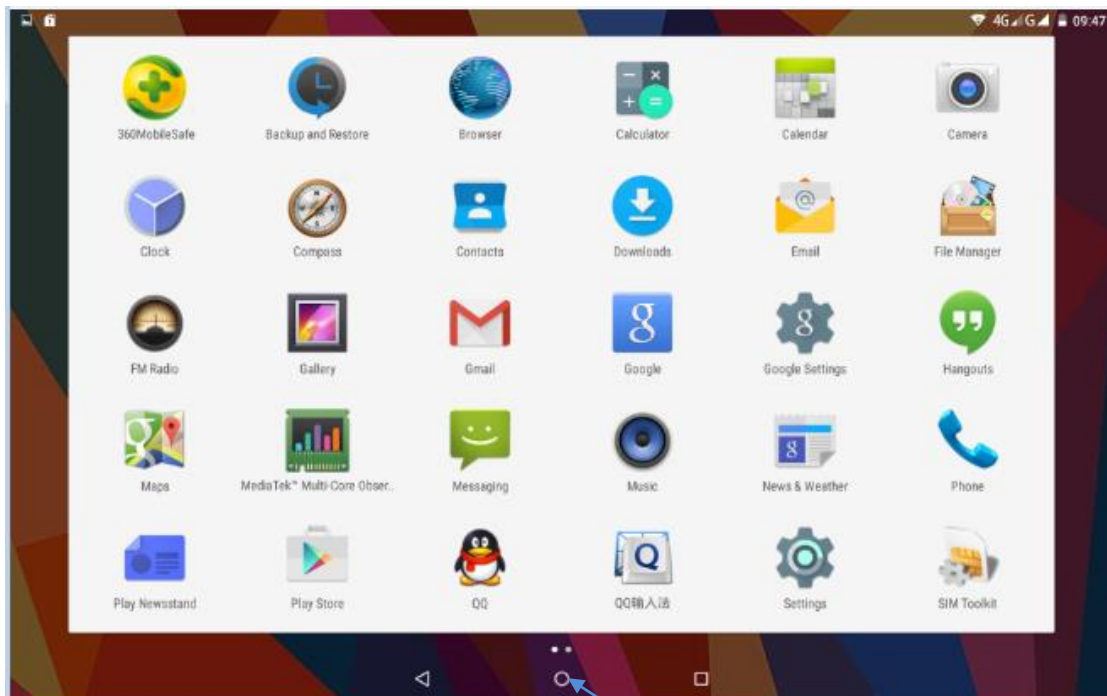 4G G 09:47
360MobileSafe Backup and Restore Browser Calculator Calendar Camera
Clock Compass Contacts Downloads Email File Manager
FM Radio Gallery Gmail Google Google Settings Hangouts
Maps MediaTek™ Multi-Core Obser.. Messaging Music News & Weather Phone
Play Newsstand Play Store QQ QQ输入法 Settings SIM Toolkit